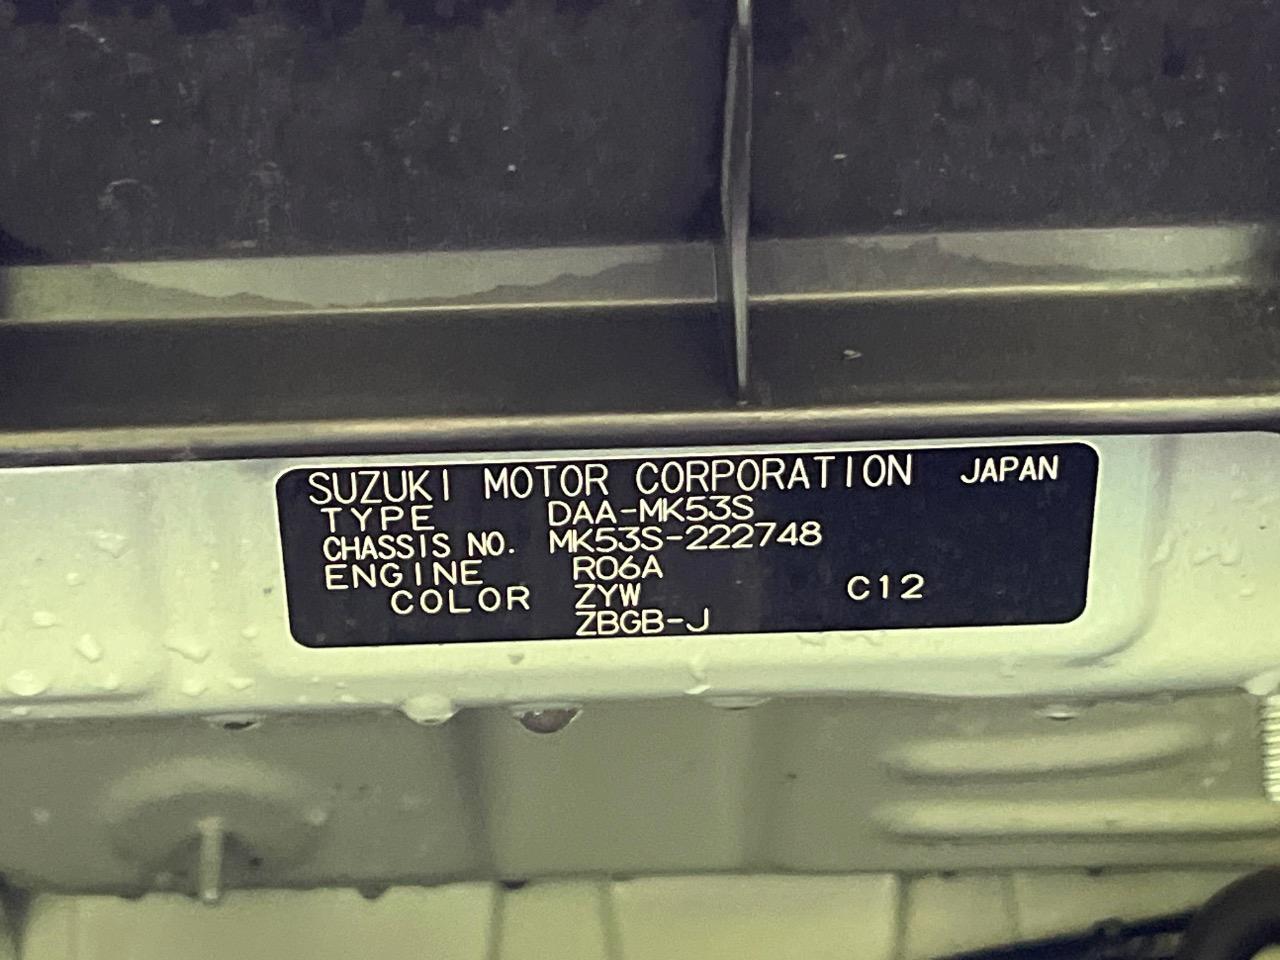 SUZUKI MOTOR CORPORATION JAPAN
TYPE DAA-MK53S
CHASSIS NO. MK53S-222748
ENGINE R06A
COLOR ZYW C12
ZBGB-J